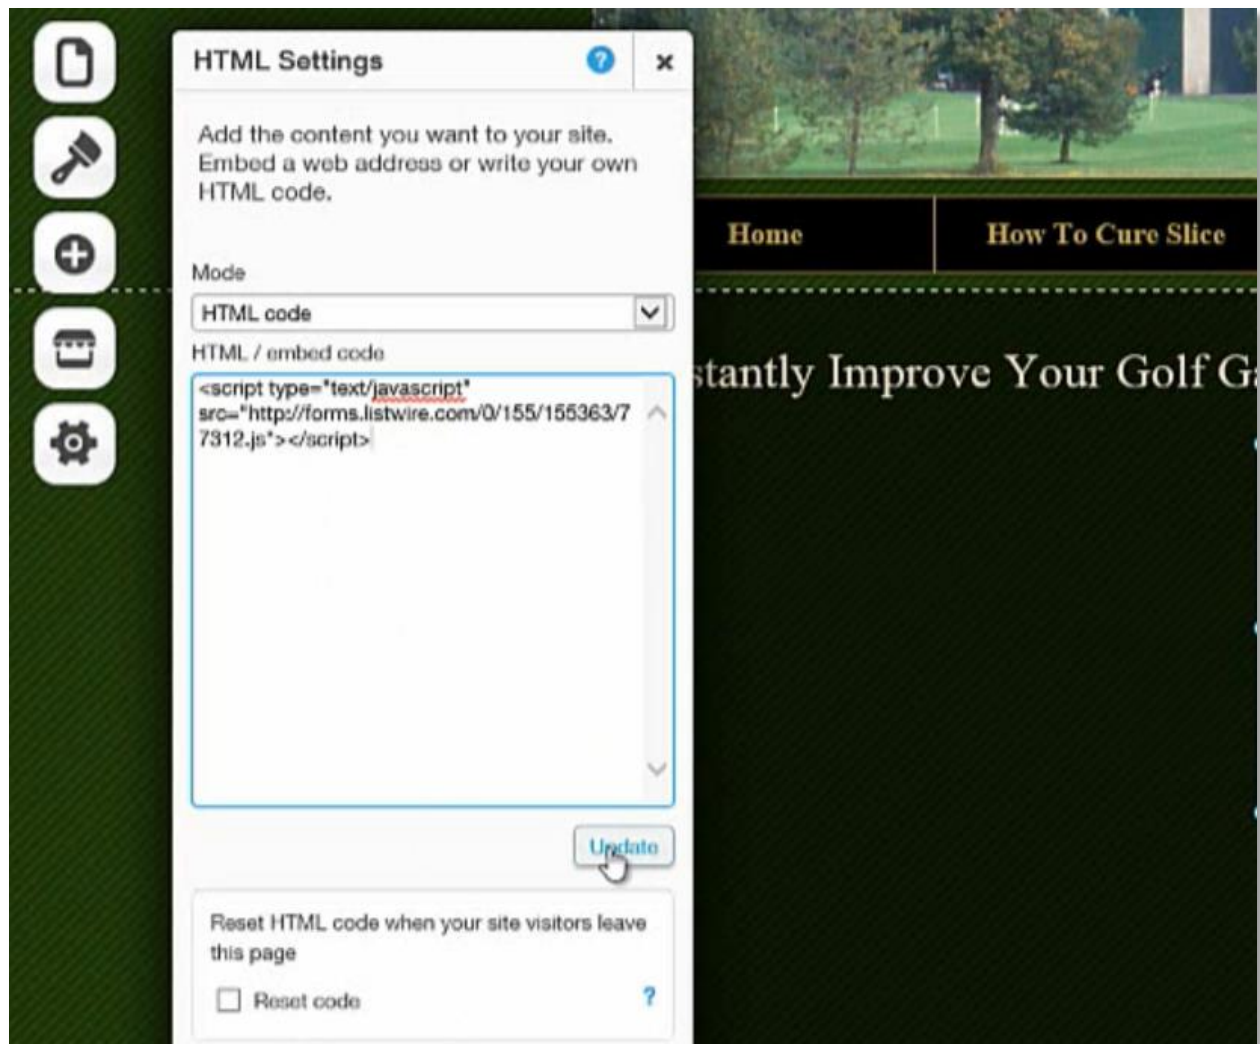 HTML Settings
?
×
Add the content you want to your site.
Embed a web address or write your own
HTML code.
Home
How To Cure Slice
Mode
HTML code
HTML / embed code
stantly Improve Your Golf Ga
<script type="text/javascript"
src="http://forms.listwire.com/0/155/155363/7
7312.js"></script>
Update
Reset HTML code when your site visitors leave
this page
Reset code
?